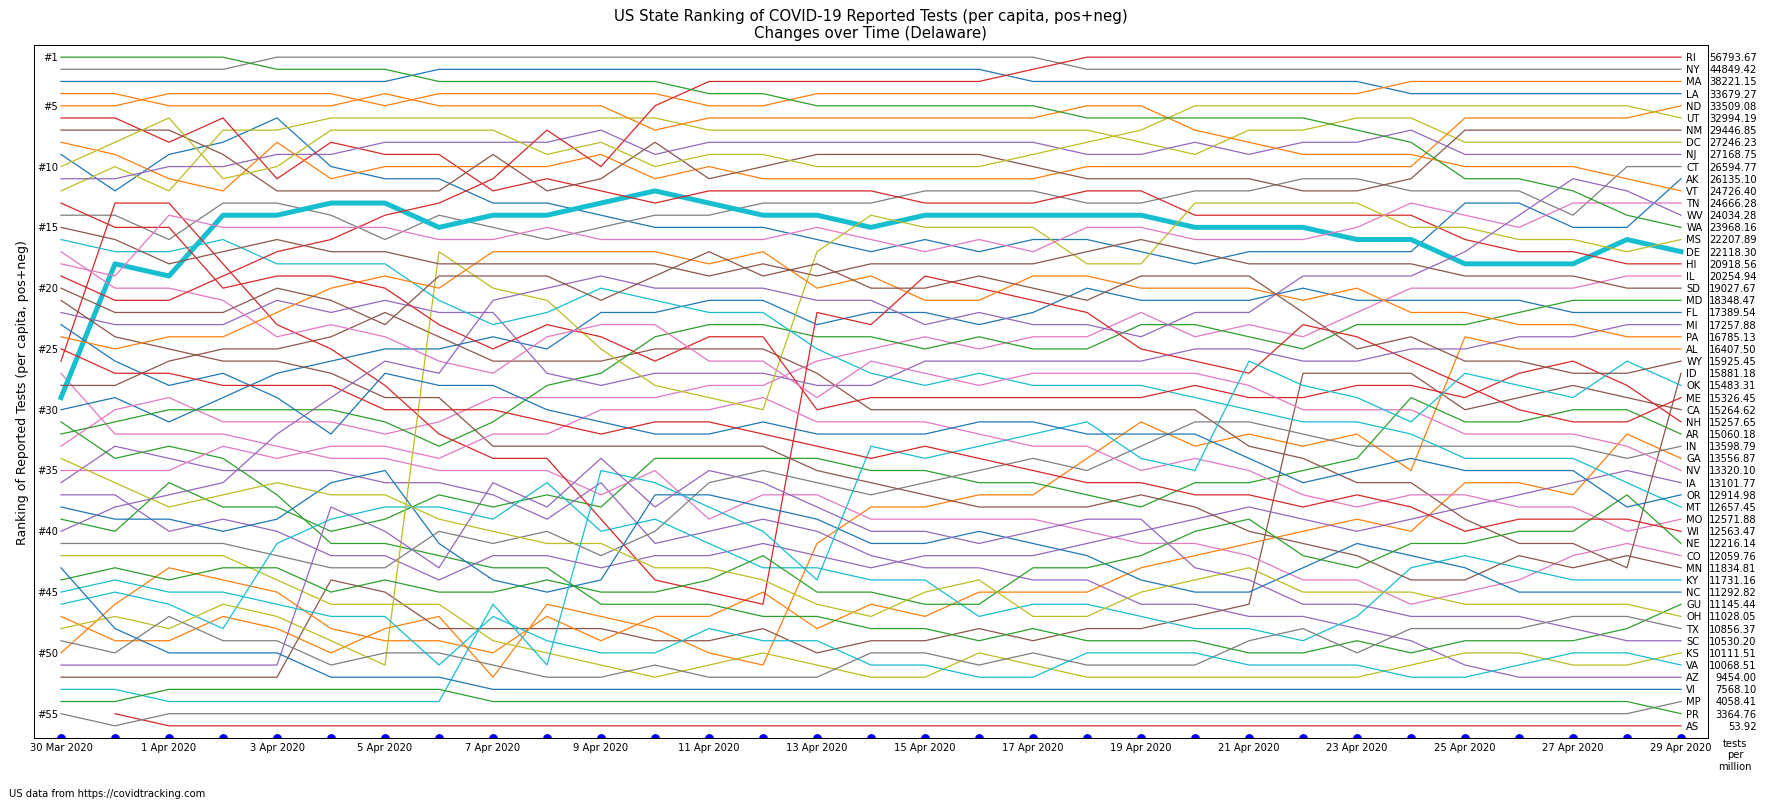 US State Ranking of COVID-19 Reported Tests (per capita, pos+neg)
Changes over Time (Delaware)
Ranking of Reported Tests (per capita, pos+neg)
#1
#5
#10
#15
#20
#25
#30
#35
#40
#45
#50
#55
RI 56793.67
NY 44849.42
MA 38221.15
LA 33679.27
ND 33509.08
UT 32994.19
NM 29446.85
DC 27246.23
NJ 27168.75
CT 26594.77
AK 26135.10
VT 24726.40
TN 24666.28
WV 24034.28
WA 23968.16
MS 22207.89
DE 22118.30
HI 20918.56
IL 20254.94
SD 19027.67
MD 18348.47
FL 17389.54
MI 17257.88
PA 16785.13
AL 16407.50
WY 15925.45
ID 15881.18
OK 15483.31
ME 15326.45
CA 15264.62
NH 15257.65
AR 15060.18
IN 13598.79
GA 13556.87
NV 13320.10
IA 13101.77
OR 12914.98
MT 12657.45
MO 12571.88
WI 12563.47
NE 12216.14
CO 12059.76
MN 11834.81
KY 11731.16
NC 11292.82
GU 11145.44
OH 11028.05
TX 10856.37
SC 10530.20
KS 10111.51
VA 10068.51
AZ 9454.00
VI 7568.10
MP 4058.41
PR 3364.76
AS 53.92
30 Mar 2020 1 Apr 2020 3 Apr 2020 5 Apr 2020 7 Apr 2020 9 Apr 2020 11 Apr 2020 13 Apr 2020 15 Apr 2020 17 Apr 2020 19 Apr 2020 21 Apr 2020 23 Apr 2020 25 Apr 2020 27 Apr 2020 29 Apr 2020
tests
per
million
US data from https://covidtracking.com